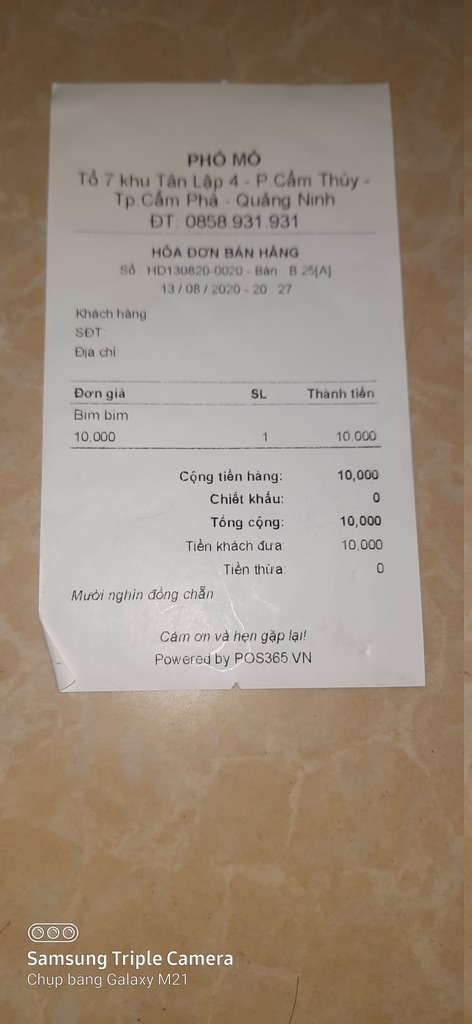 PHỐ MỎ
Tổ 7 khu Tân Lập 4 - P.Cẩm Thủy -
Tp.Cẩm Phả - Quảng Ninh
ĐT: 0858.931.931
HÓA ĐƠN BÁN HÀNG
Số : HD130820-0020 - Bàn : B.25[A]
13 / 08 / 2020 - 20 : 27
Khách hàng
SĐT:
Địa chỉ
Đơn giá SL Thành tiền
Bim bim
10,000 1 10,000
Cộng tiền hàng: 10,000
Chiết khấu: 0
Tổng cộng: 10,000
Tiền khách đưa: 10,000
Tiền thừa: 0
Mười nghìn đồng chẵn
Cám ơn và hẹn gặp lại!
Powered by POS365.VN
Samsung Triple Camera
Chụp bằng Galaxy M21